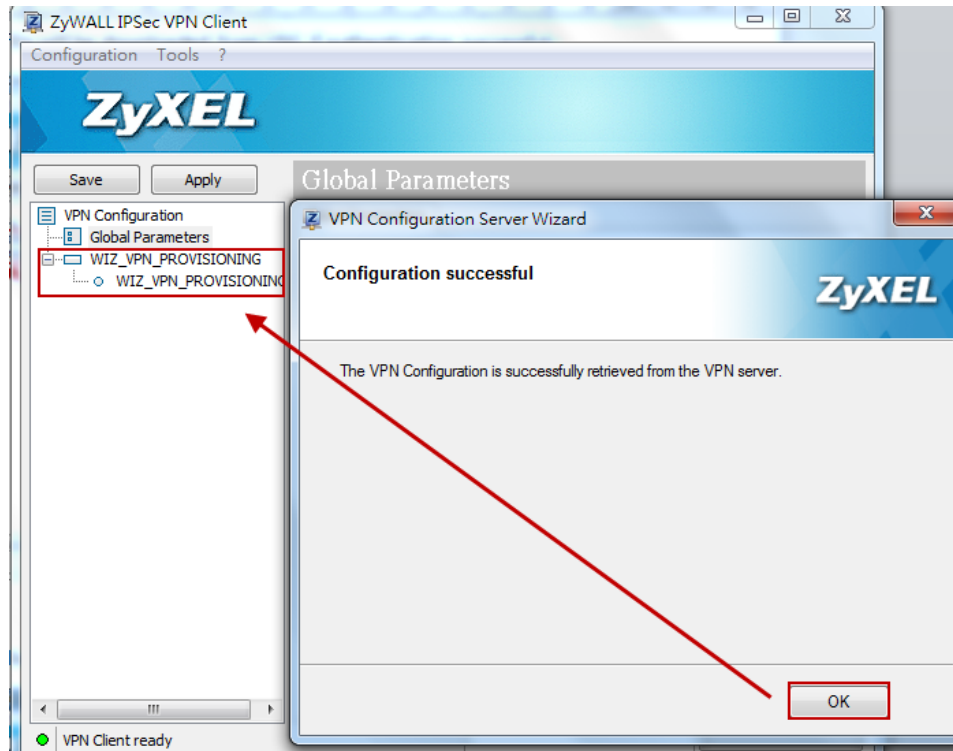 ZyWALL IPSec VPN Client
Configuration Tools ?
ZyXEL
Save Apply
Global Parameters
VPN Configuration
Global Parameters
WIZ_VPN_PROVISIONING
WIZ_VPN_PROVISIONING
VPN Configuration Server Wizard
Configuration successful
ZyXEL
The VPN Configuration is successfully retrieved from the VPN server.
OK
VPN Client ready